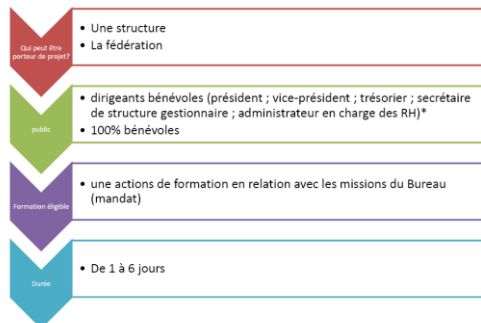 Qui peut être
porteur de projet?
• Une structure
• La fédération
public
• dirigeants bénévoles (président ; vice-président ; trésorier ; secrétaire
de structure gestionnaire ; administrateur en charge des RH)*
• 100% bénévoles
Formation éligible
• une actions de formation en relation avec les missions du Bureau
(mandat)
Durée
• De 1 à 6 jours